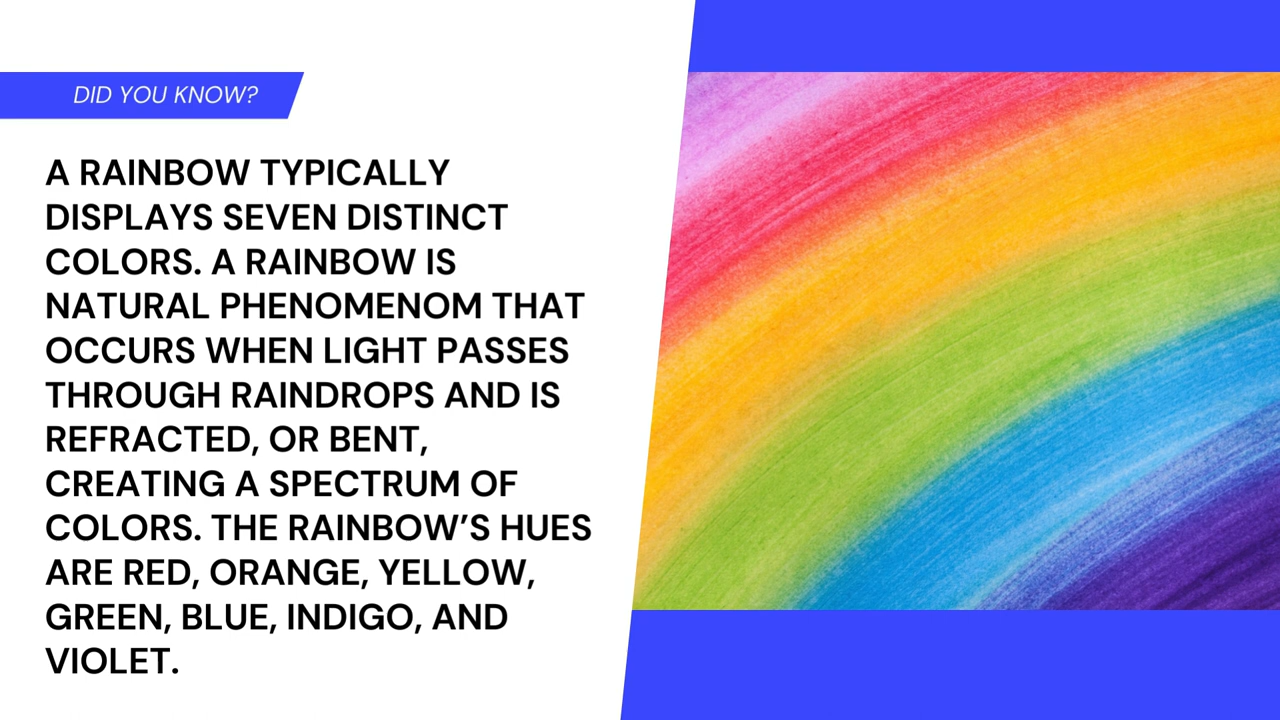 DID YOU KNOW?
A RAINBOW TYPICALLY
DISPLAYS SEVEN DISTINCT
COLORS. A RAINBOW IS
NATURAL PHENOMENOM THAT
OCCURS WHEN LIGHT PASSES
THROUGH RAINDROPS AND IS
REFRACTED, OR BENT,
CREATING A SPECTRUM OF
COLORS. THE RAINBOW’S HUES
ARE RED, ORANGE, YELLOW,
GREEN, BLUE, INDIGO, AND
VIOLET.